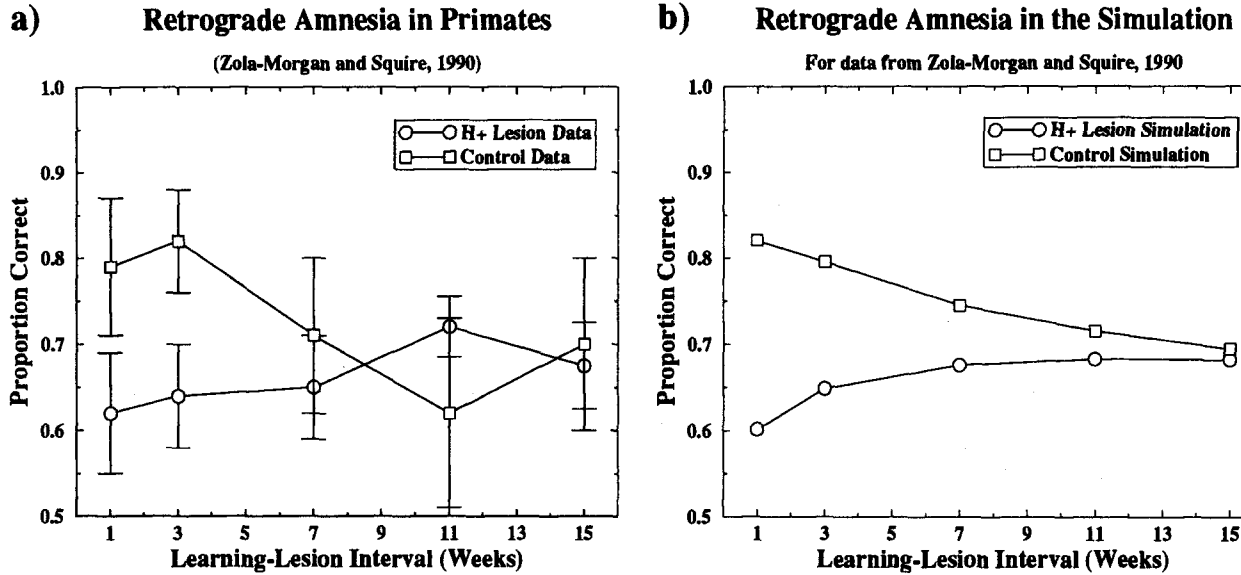 a) Retrograde Amnesia in Primates
(Zola-Morgan and Squire, 1990)
1.0
0.9
0.8
0.7
0.6
0.5
Proportion Correct
H+ Lesion Data
Control Data
1 3 5 7 9 11 13 15
Learning-Lesion Interval (Weeks)
b) Retrograde Amnesia in the Simulation
For data from Zola-Morgan and Squire, 1990
1.0
0.9
0.8
0.7
0.6
0.5
Proportion Correct
H+ Lesion Simulation
Control Simulation
1 3 5 7 9 11 13 15
Learning-Lesion Interval (Weeks)